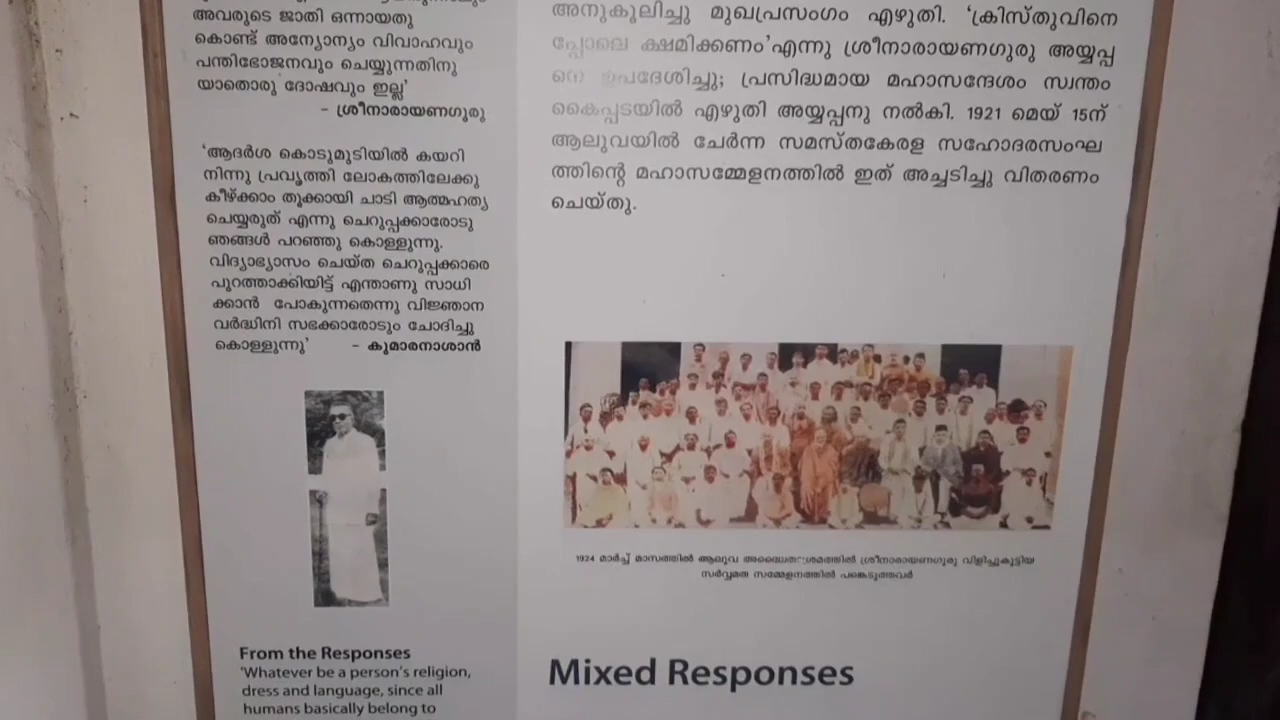 അവരുടെ ജാതി ഒന്നായതു
കൊണ്ട് അന്യോന്യം വിവാഹവും
പന്തിഭോജനവും ചെയ്യുന്നതിനു
യാതൊരു ദോഷവും ഇല്ല'
– ശ്രീനാരായണഗുരു
'ആദർശ കൊടുമുടിയിൽ കയറി
നിന്നു പ്രവൃത്തി ലോകത്തിലേക്കു
കീഴ്ക്കാം തൂക്കായി ചാടി ആത്മഹത്യ
ചെയ്യരുത് എന്നു ചെറുപ്പക്കാരോടു
ഞങ്ങൾ പറഞ്ഞു കൊള്ളുന്നു.
വിദ്യാഭ്യാസം ചെയ്ത ചെറുപ്പക്കാരെ
പുറത്താക്കിയിട്ട് എന്താണു സാധി
ക്കാൻ പോകുന്നതെന്നു വിജ്ഞാന
വർദ്ധിനി സഭക്കാരോടും ചോദിച്ചു
കൊള്ളുന്നു' – കുമാരനാശാൻ
From the Responses
'Whatever be a person's religion,
dress and language, since all
humans basically belong to
അനുകൂലിച്ചു മുഖപ്രസംഗം എഴുതി. 'ക്രിസ്തുവിനെ
പ്പോലെ ക്ഷമിക്കണം'എന്നു ശ്രീനാരായണഗുരു അയ്യപ്പ
നെ ഉപദേശിച്ചു; പ്രസിദ്ധമായ മഹാസന്ദേശം സ്വന്തം
കൈപ്പടയിൽ എഴുതി അയ്യപ്പനു നൽകി. 1921 മെയ് 15ന്
ആലുവയിൽ ചേർന്ന സമസ്തകേരള സഹോദരസംഘ
ത്തിന്റെ മഹാസമ്മേളനത്തിൽ ഇത് അച്ചടിച്ചു വിതരണം
ചെയ്തു.
1924 മാർച്ച് മാസത്തിൽ ആലുവ അദ്വൈതാശ്രമത്തിൽ ശ്രീനാരായണഗുരു വിളിച്ചുകൂട്ടിയ
സർവ്വമത സമ്മേളനത്തിൽ പങ്കെടുത്തവർ
Mixed Responses